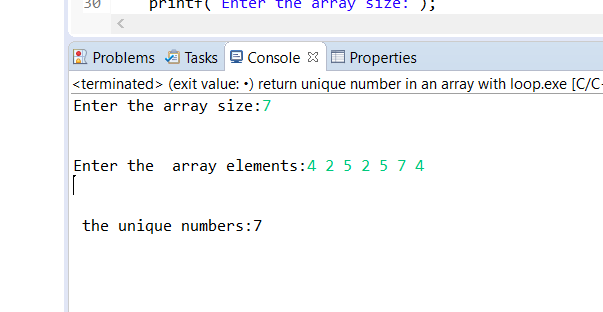 30 printf("Enter the array size:");
Problems Tasks Console Properties
<terminated> (exit value: •) return unique number in an array with loop.exe [C/C-
Enter the array size:7
Enter the  array elements:4 2 5 2 5 7 4
the unique numbers:7